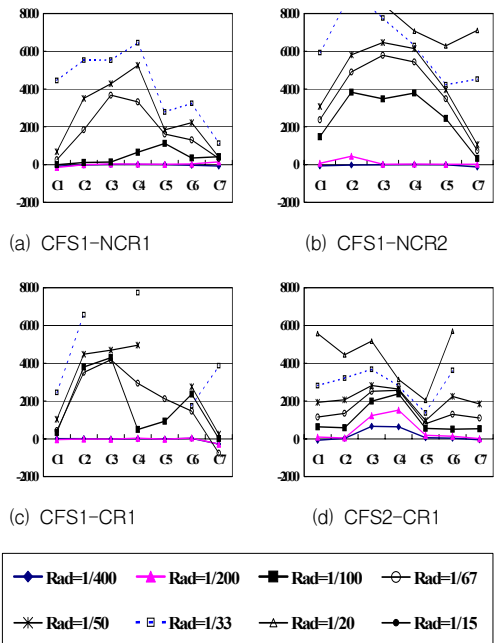 8000 8000
6000 6000
4000 4000
2000 2000
0 0
C1 C2 C3 C4 C5 C6 C7 C1 C2 C3 C4 C5 C6 C7
-2000 -2000
(a) CFS1-NCR1 (b) CFS1-NCR2
8000 8000
6000 6000
4000 4000
2000 2000
0 0
C1 C2 C3 C4 C5 C6 C7 C1 C2 C3 C4 C5 C6 C7
-2000 -2000
(c) CFS1-CR1 (d) CFS2-CR1
Rad=1/400 Rad=1/200 Rad=1/100 Rad=1/67
Rad=1/50 Rad=1/33 Rad=1/20 Rad=1/15